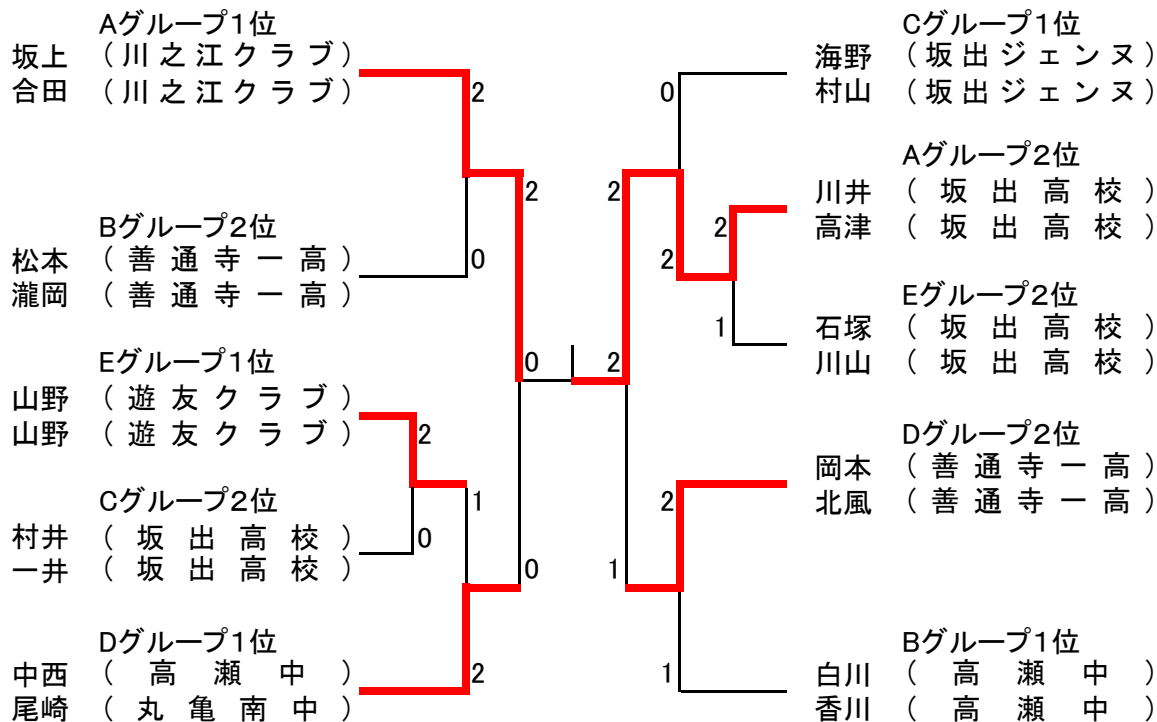 Aグループ1位
坂上 （川之江クラブ）
合田 （川之江クラブ）
2
Bグループ2位
松本 （善通寺一高）
瀧岡 （善通寺一高）
0
2
Eグループ1位
山野 （遊友クラブ）
山野 （遊友クラブ）
2
Cグループ2位
村井 （坂出高校）
一井 （坂出高校）
0
1
Dグループ1位
中西 （高瀬中）
尾崎 （丸亀南中）
2
0
0
2
Cグループ1位
海野 （坂出ジェンヌ）
村山 （坂出ジェンヌ）
0
2
Aグループ2位
川井 （坂出高校）
高津 （坂出高校）
2
2
Eグループ2位
石塚 （坂出高校）
川山 （坂出高校）
1
Dグループ2位
岡本 （善通寺一高）
北風 （善通寺一高）
2
1
Bグループ1位
白川 （高瀬中）
香川 （高瀬中）
1